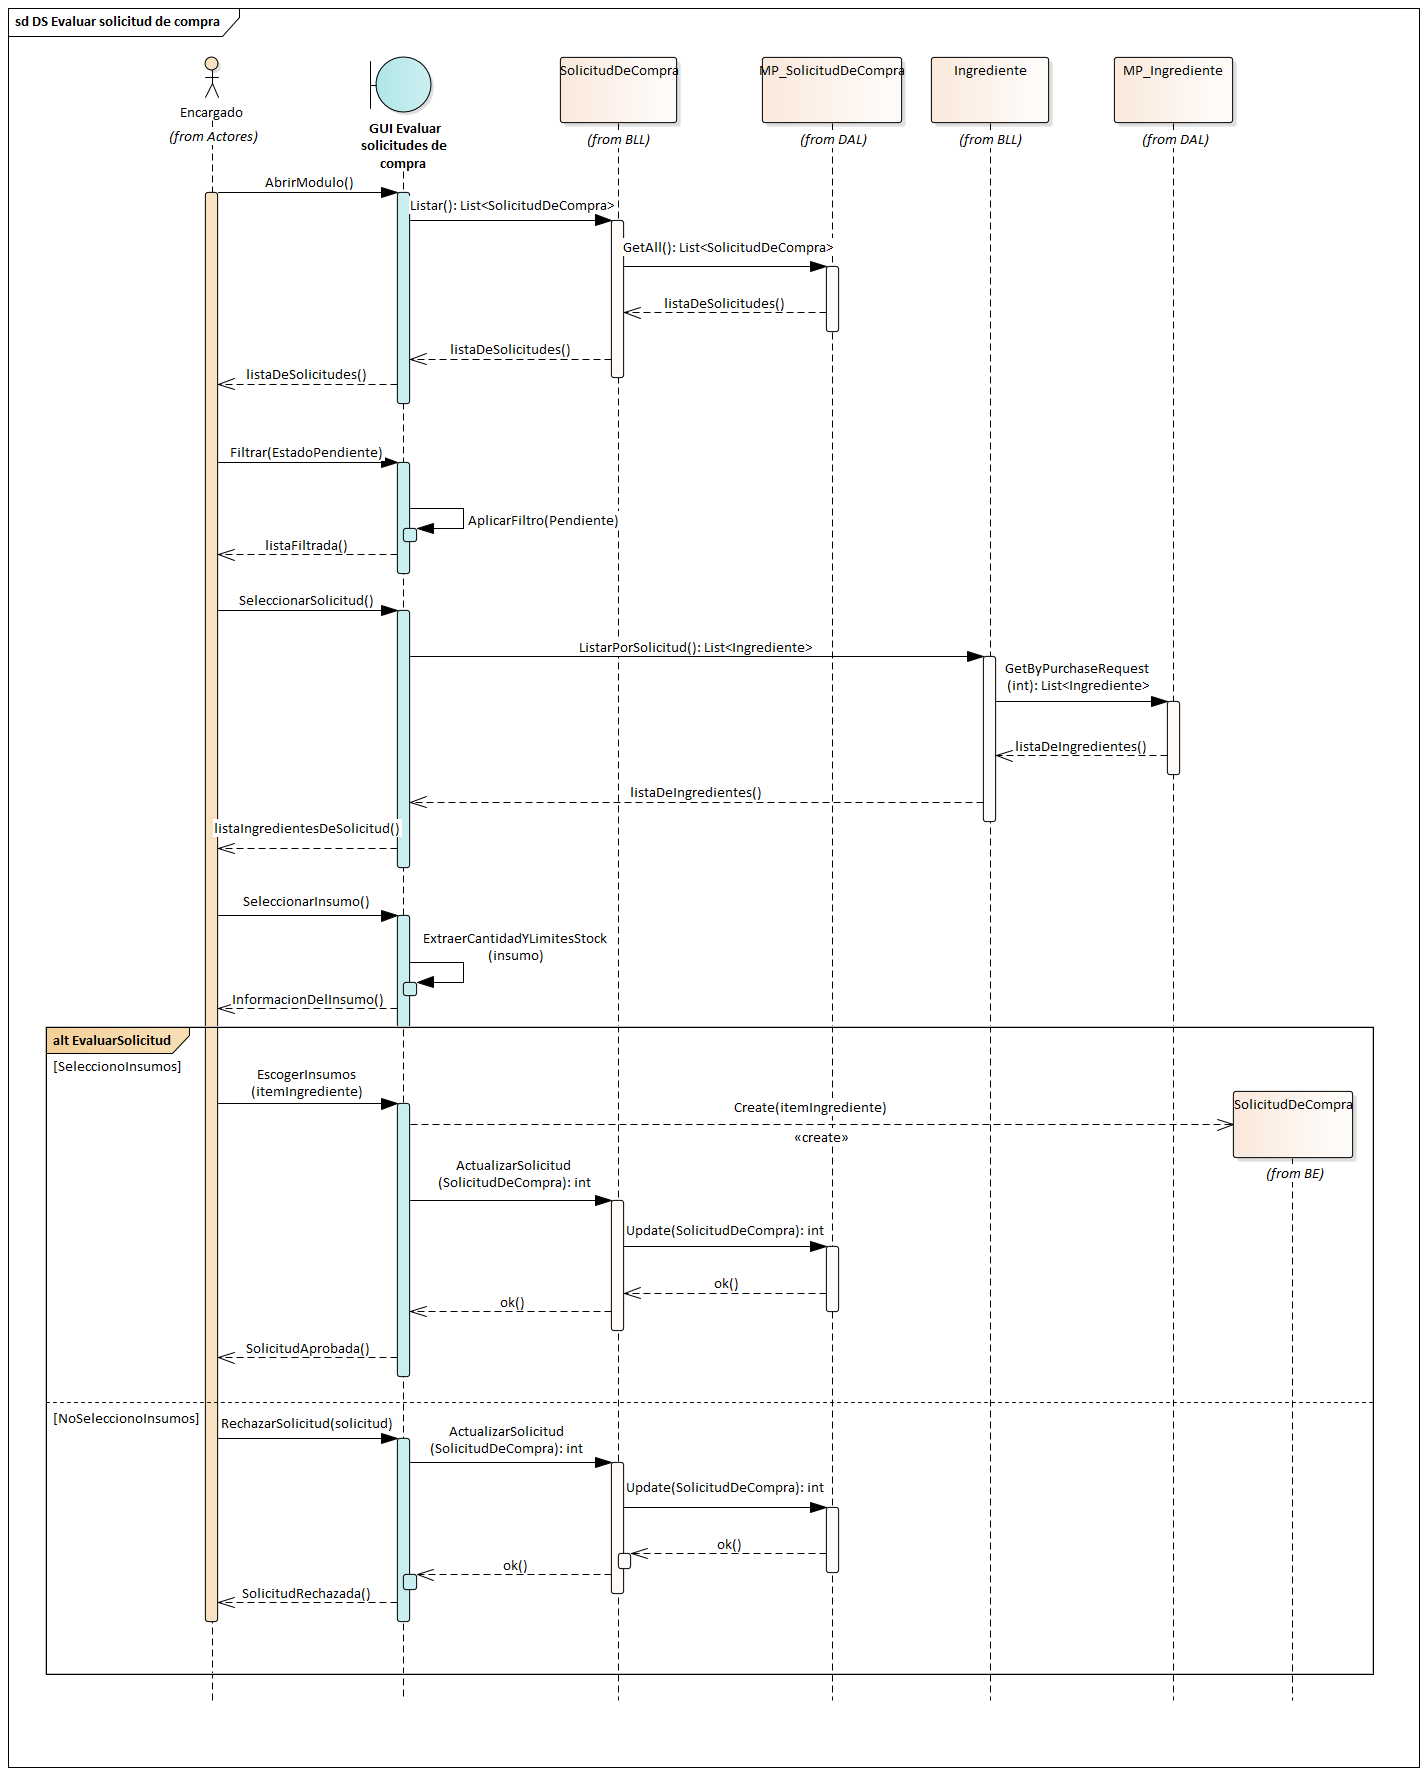 sd DS Evaluar solicitud de compra
SolicitudDeCompra
MP_SolicitudDeCompra
Ingrediente
MP_Ingrediente
Encargado
(from Actores)
GUI Evaluar
solicitudes de
compra
(from BLL)
(from DAL)
(from BLL)
(from DAL)
AbrirModulo()
Listar(): List<SolicitudDeCompra>
GetAll(): List<SolicitudDeCompra>
listaDeSolicitudes()
listaDeSolicitudes()
listaDeSolicitudes()
Filtrar(EstadoPendiente)
AplicarFiltro(Pendiente)
listaFiltrada()
SeleccionarSolicitud()
ListarPorSolicitud(): List<Ingrediente>
GetByPurchaseRequest
(int): List<Ingrediente>
listaDeIngredientes()
listaDeIngredientes()
listaIngredientesDeSolicitud()
SeleccionarInsumo()
ExtraerCantidadYLimitesStock
(insumo)
InformacionDelInsumo()
alt EvaluarSolicitud
[SeleccionoInsumos]
EscogerInsumos
(itemIngrediente)
Create(itemIngrediente)
«create»
SolicitudDeCompra
(from BE)
ActualizarSolicitud
(SolicitudDeCompra): int
Update(SolicitudDeCompra): int
ok()
ok()
SolicitudAprobada()
[NoSeleccionoInsumos]
RechazarSolicitud(solicitud)
ActualizarSolicitud
(SolicitudDeCompra): int
Update(SolicitudDeCompra): int
ok()
ok()
SolicitudRechazada()